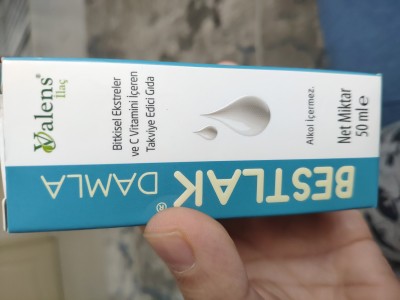 Valens®
İlaç
Bitkisel Ekstreler
ve C Vitamini İçeren
Takviye Edici Gıda
Alkol İçermez.
Net Miktar
50 ml e
BESTLAK® DAMLA